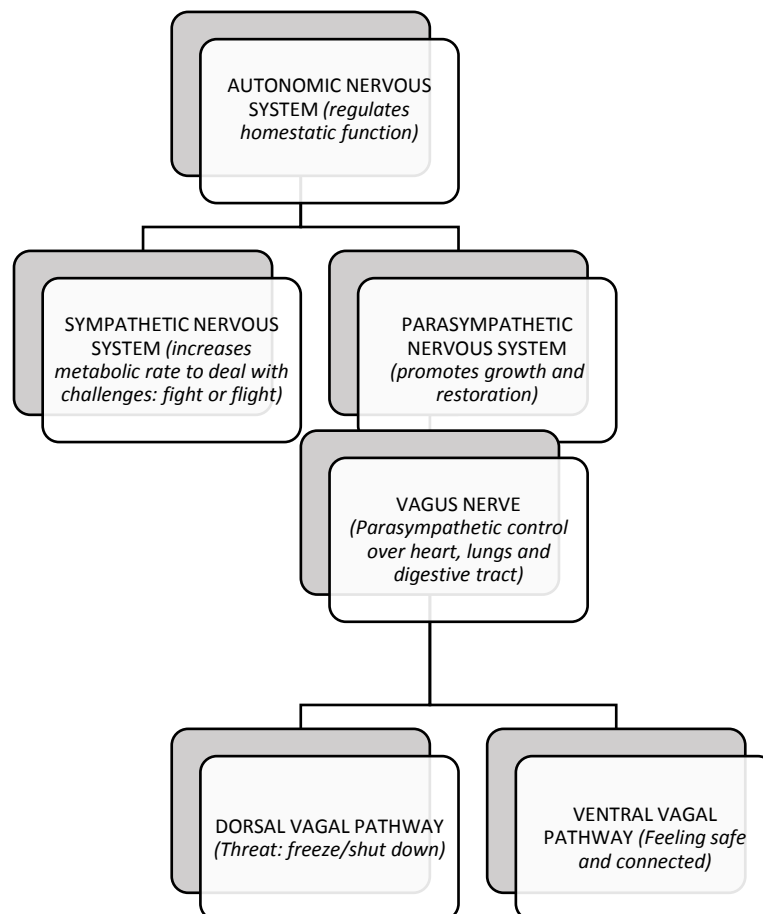 AUTONOMIC NERVOUS
SYSTEM (regulates
homestatic function)
SYMPATHETIC NERVOUS
SYSTEM (increases
metabolic rate to deal with
challenges: fight or flight)
PARASYMPATHETIC
NERVOUS SYSTEM
(promotes growth and
restoration)
VAGUS NERVE
(Parasympathetic control
over heart, lungs and
digestive tract)
DORSAL VAGAL PATHWAY
(Threat: freeze/shut down)
VENTRAL VAGAL
PATHWAY (Feeling safe
and connected)